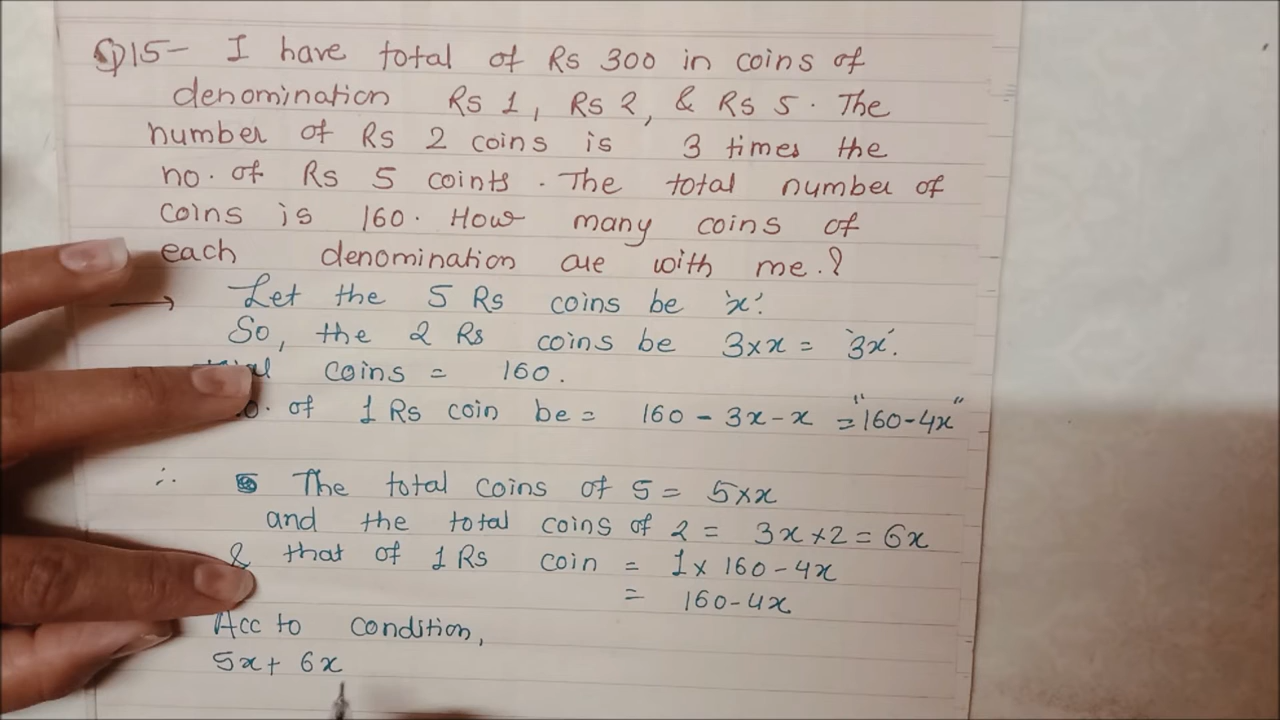 Q15- I have total of Rs 300 in coins of
denomination Rs 1, Rs 2, & Rs 5. The
number of Rs 2 coins is 3 times the
no. of Rs 5 coints. The total number of
coins is 160. How many coins of
each denomination are with me.?
→ Let the 5 Rs coins be 'x'.
So, the 2 Rs coins be 3×x = '3x'.
coins = 160.
of 1 Rs coin be = 160 - 3x - x = "160-4x"
∴ The total coins of 5 = 5×x
and the total coins of 2 = 3x×2 = 6x
& that of 1 Rs coin = 1× 160-4x
= 160-4x
Acc to condition,
5x+ 6x